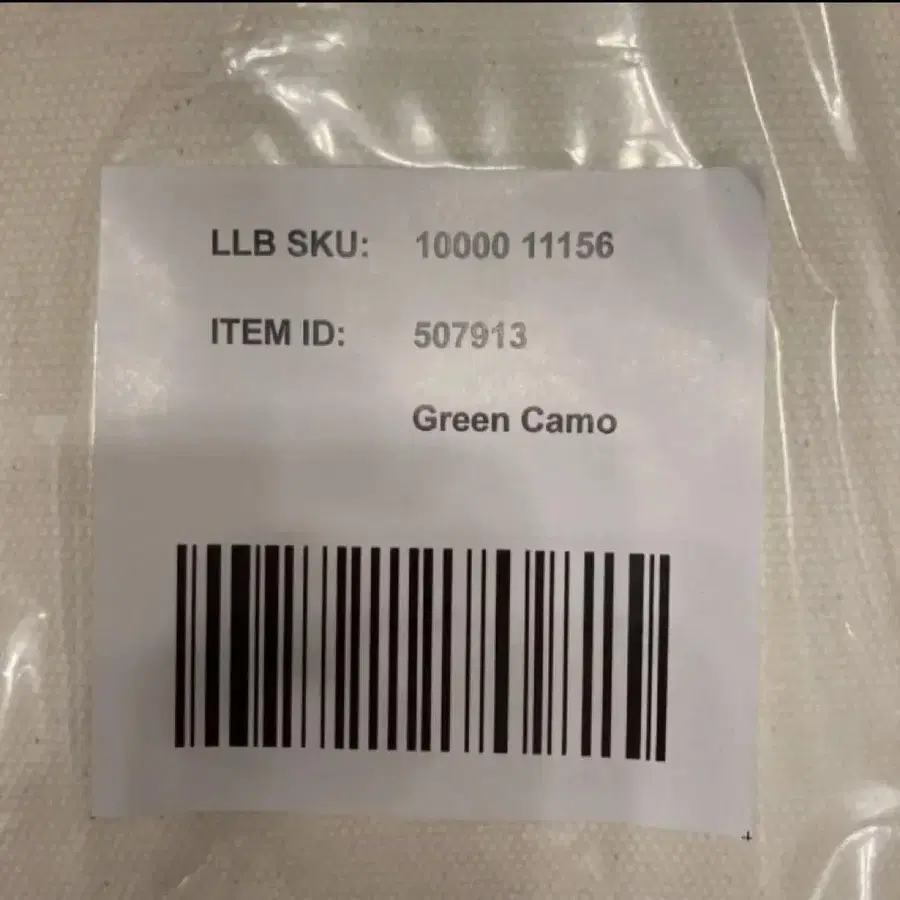 LLB SKU: 10000 11156
ITEM ID: 507913
Green Camo